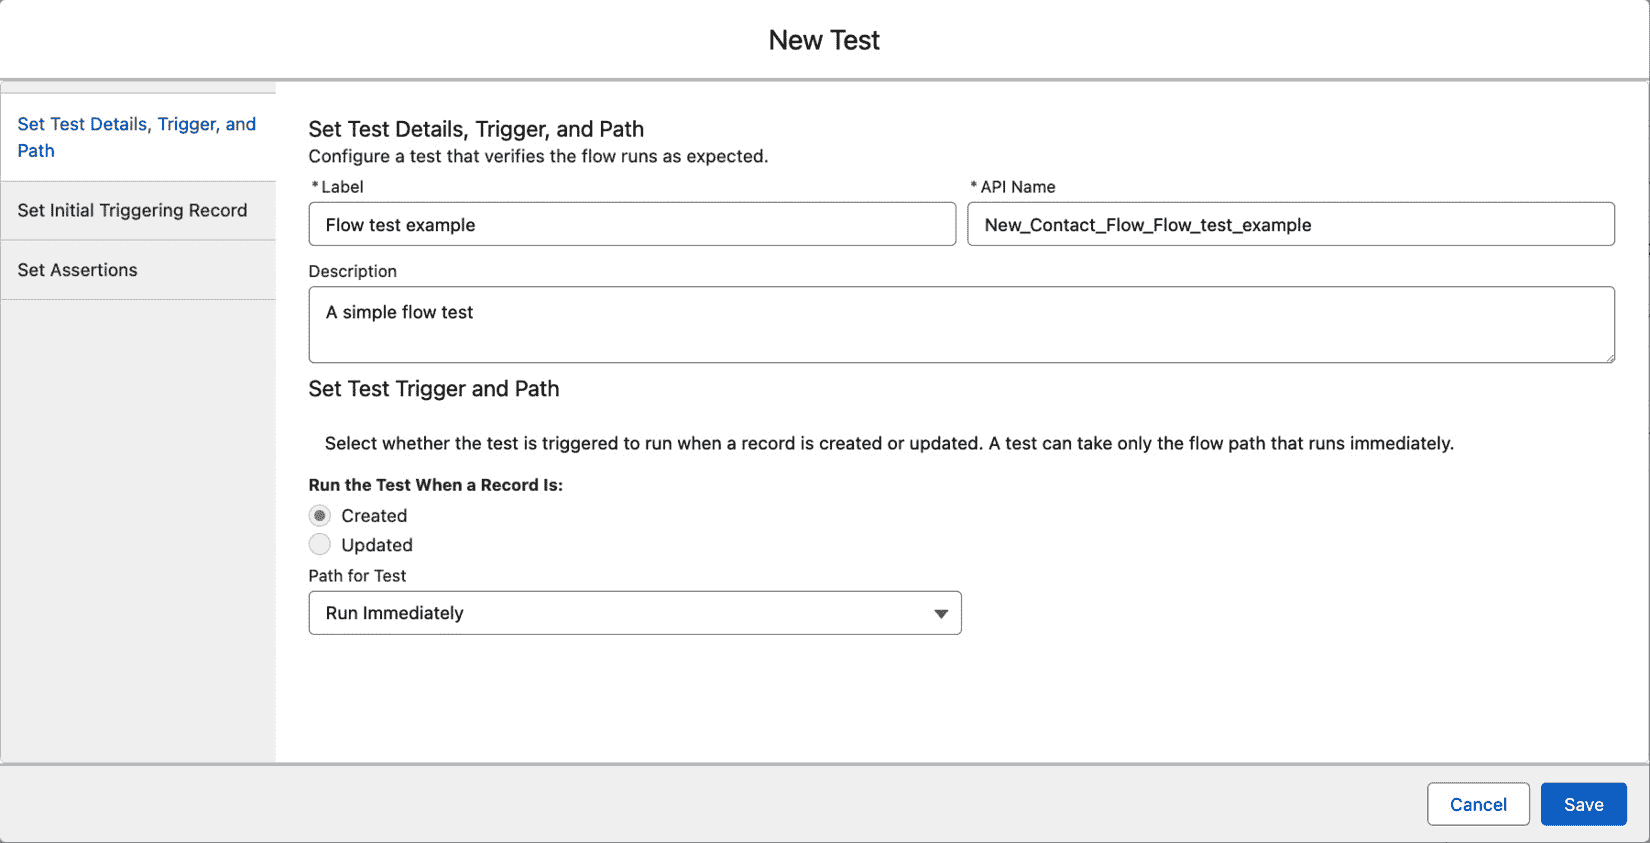 New Test
Set Test Details, Trigger, and
Path
Set Initial Triggering Record
Set Assertions
Set Test Details, Trigger, and Path
Configure a test that verifies the flow runs as expected.
* Label
Flow test example
* API Name
New_Contact_Flow_Flow_test_example
Description
A simple flow test
Set Test Trigger and Path
Select whether the test is triggered to run when a record is created or updated. A test can take only the flow path that runs immediately.
Run the Test When a Record Is:
Created
Updated
Path for Test
Run Immediately
Cancel
Save